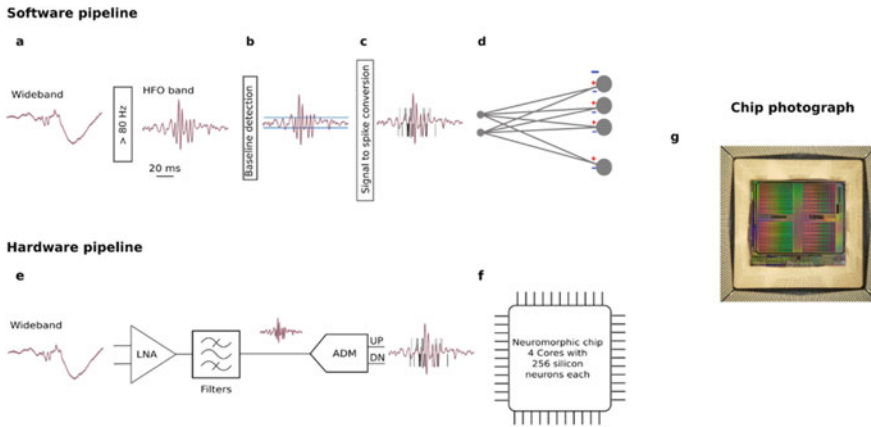 Software pipeline
a
b
c
d
Wideband
> 80 Hz
HFO band
20 ms
Baseline detection
Signal to spike conversion
Chip photograph
g
Hardware pipeline
e
f
Wideband
LNA
Filters
ADM
UP
DN
Neuromorphic chip
4 Cores with
256 silicon
neurons each